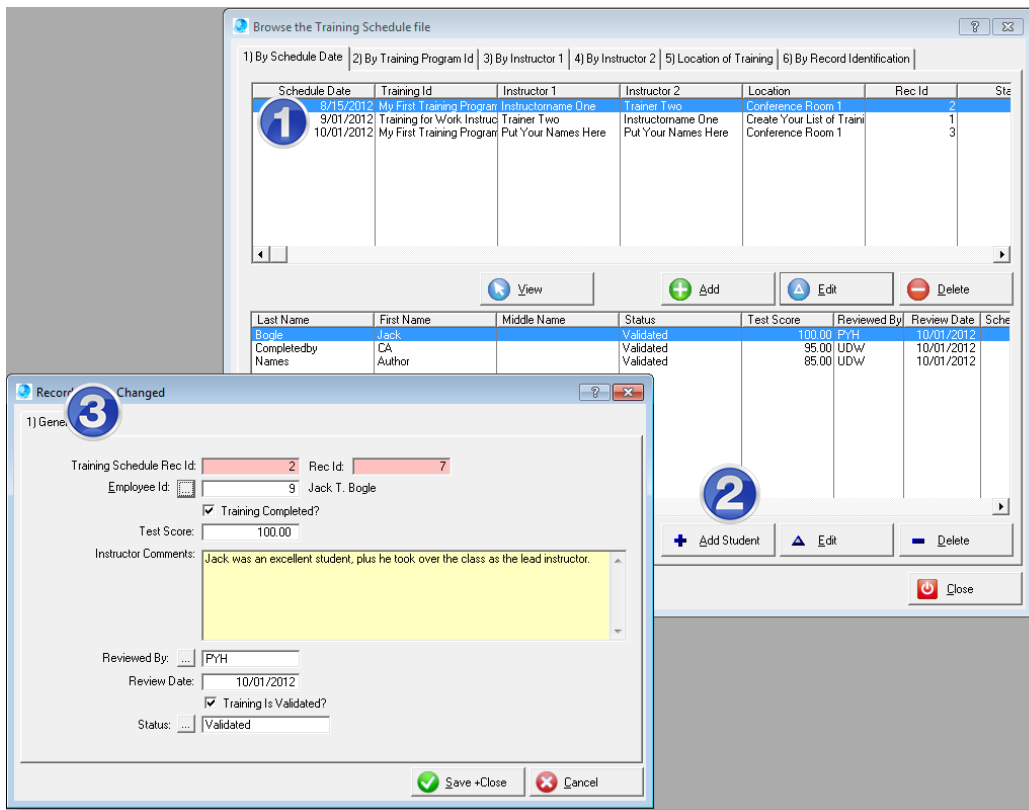 Browse the Training Schedule file
1) By Schedule Date 2) By Training Program Id 3) By Instructor 1 4) By Instructor 2 5) Location of Training 6) By Record Identification
Schedule Date Training Id Instructor 1 Instructor 2 Location Rec Id Sta
8/15/2012 My First Training Program Instructorname One Trainer Two Conference Room 1 2
1 9/01/2012 Training for Work Instruc Trainer Two Instructorname One Create Your List of Traini 1
10/01/2012 My First Training Program Put Your Names Here Put Your Names Here Conference Room 1 3
View Add Edit Delete
Last Name First Name Middle Name Status Test Score Reviewed By Review Date Sche
Bogle Jack Validated 100.00 PYH 10/01/2012
Completedby CA Validated 95.00 UDW 10/01/2012
Names Author Validated 85.00 UDW 10/01/2012
2
Add Student Edit Delete
Close
Record Changed
3
1) Gene
Training Schedule Rec Id: 2 Rec Id: 7
Employee Id: ... 9 Jack T. Bogle
Training Completed?
Test Score: 100.00
Instructor Comments: Jack was an excellent student, plus he took over the class as the lead instructor.
Reviewed By: ... PYH
Review Date: 10/01/2012
Training Is Validated?
Status: ... Validated
Save +Close Cancel